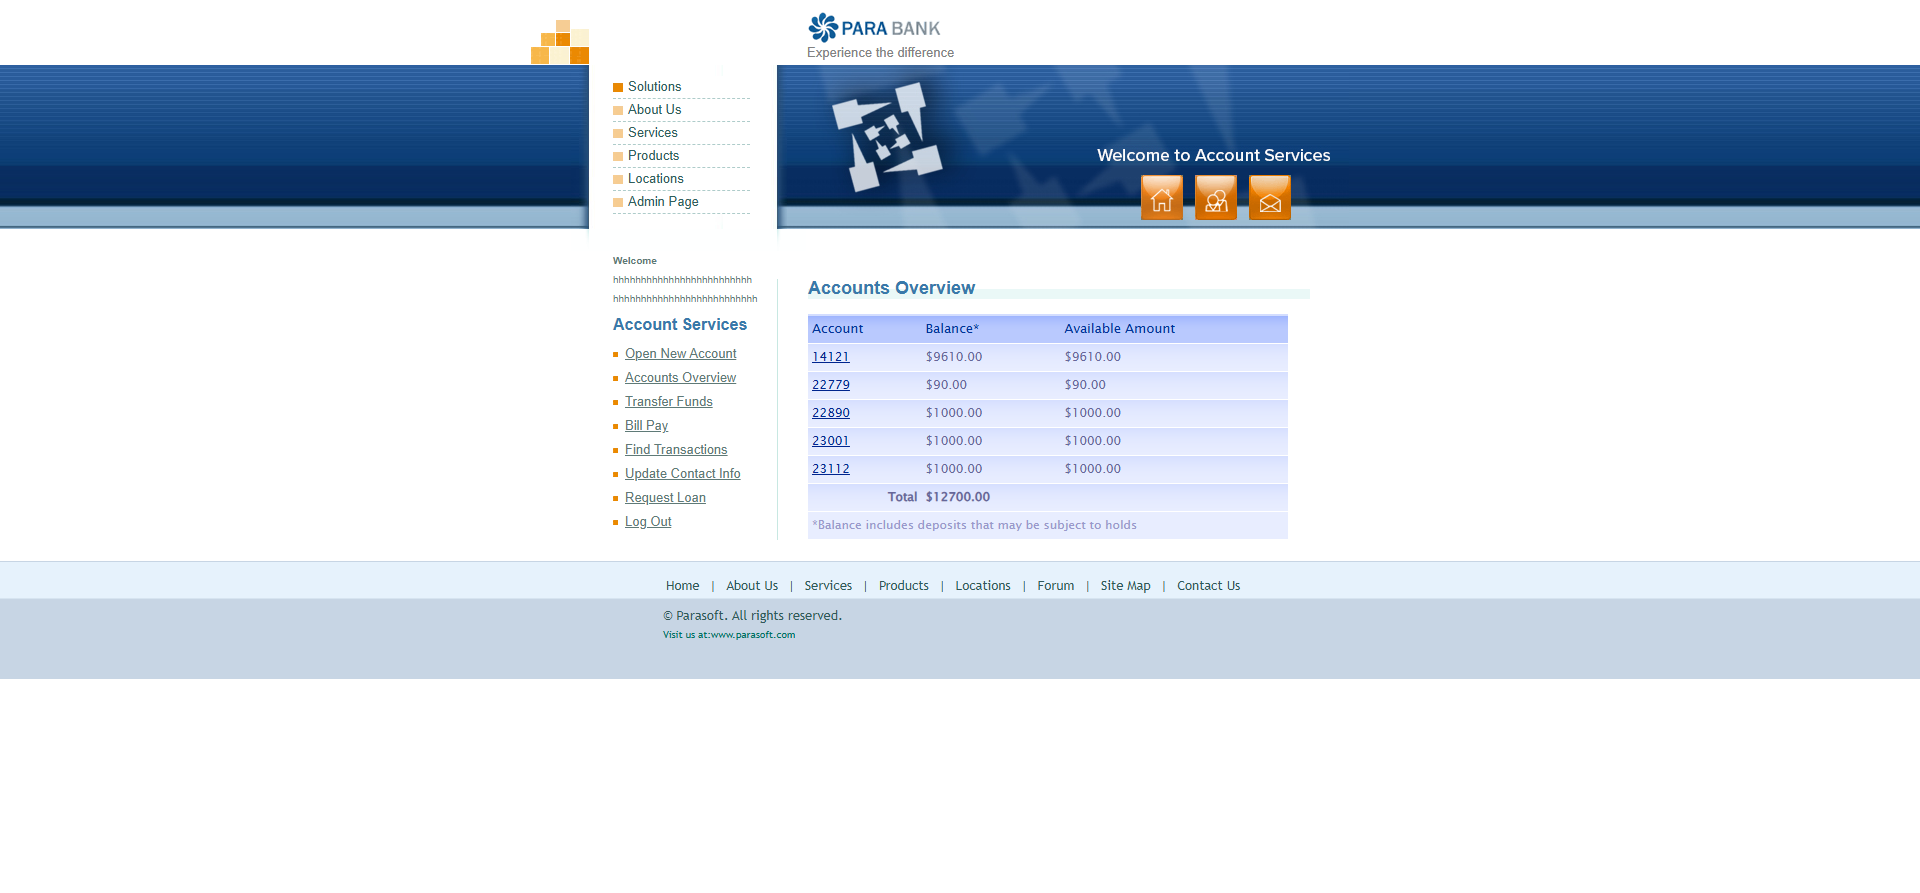 PARA BANK
Experience the difference
Solutions
About Us
Services
Products
Locations
Admin Page
Welcome to Account Services
Welcome
hhhhhhhhhhhhhhhhhhhhhhhhh
hhhhhhhhhhhhhhhhhhhhhhhhhh
Account Services
Open New Account
Accounts Overview
Transfer Funds
Bill Pay
Find Transactions
Update Contact Info
Request Loan
Log Out
Accounts Overview
Account Balance* Available Amount
14121 $9610.00 $9610.00
22779 $90.00 $90.00
22890 $1000.00 $1000.00
23001 $1000.00 $1000.00
23112 $1000.00 $1000.00
Total $12700.00
*Balance includes deposits that may be subject to holds
Home | About Us | Services | Products | Locations | Forum | Site Map | Contact Us
© Parasoft. All rights reserved.
Visit us at:www.parasoft.com